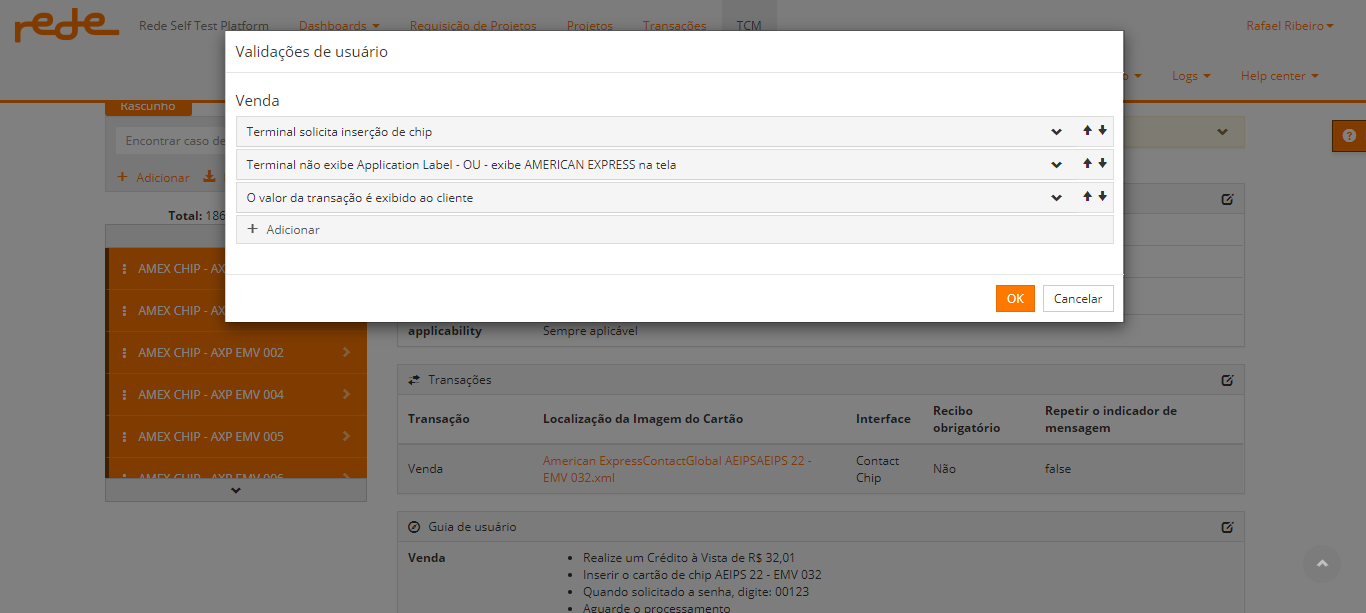 rede
Rede Self Test Platform
Dashboards
Requisição de Projetos
Projetos
Transações
TCM
Rafael Ribeiro
Validações de usuário
Logs
Help center
Venda
Rascunho
Terminal solicita inserção de chip
Encontrar caso de
Terminal não exibe Application Label - OU - exibe AMERICAN EXPRESS na tela
Adicionar
O valor da transação é exibido ao cliente
Total: 186
Adicionar
AMEX CHIP - AX
OK
Cancelar
AMEX CHIP - AX
applicability
Sempre aplicável
AMEX CHIP - AXP EMV 002
Transações
AMEX CHIP - AXP EMV 004
Transação
Localização da Imagem do Cartão
Interface
Recibo
obrigatório
Repetir o indicador de
mensagem
AMEX CHIP - AXP EMV 005
Venda
American ExpressContactGlobal AEIPSAEIPS 22 -
EMV 032.xml
Contact
Chip
Não
false
AMEX CHIP - AXP EMV 006
Guia de usuário
Venda
Realize um Crédito à Vista de R$ 32,01
Inserir o cartão de chip AEIPS 22 - EMV 032
Quando solicitado a senha, digite: 00123
Aguarde o processamento